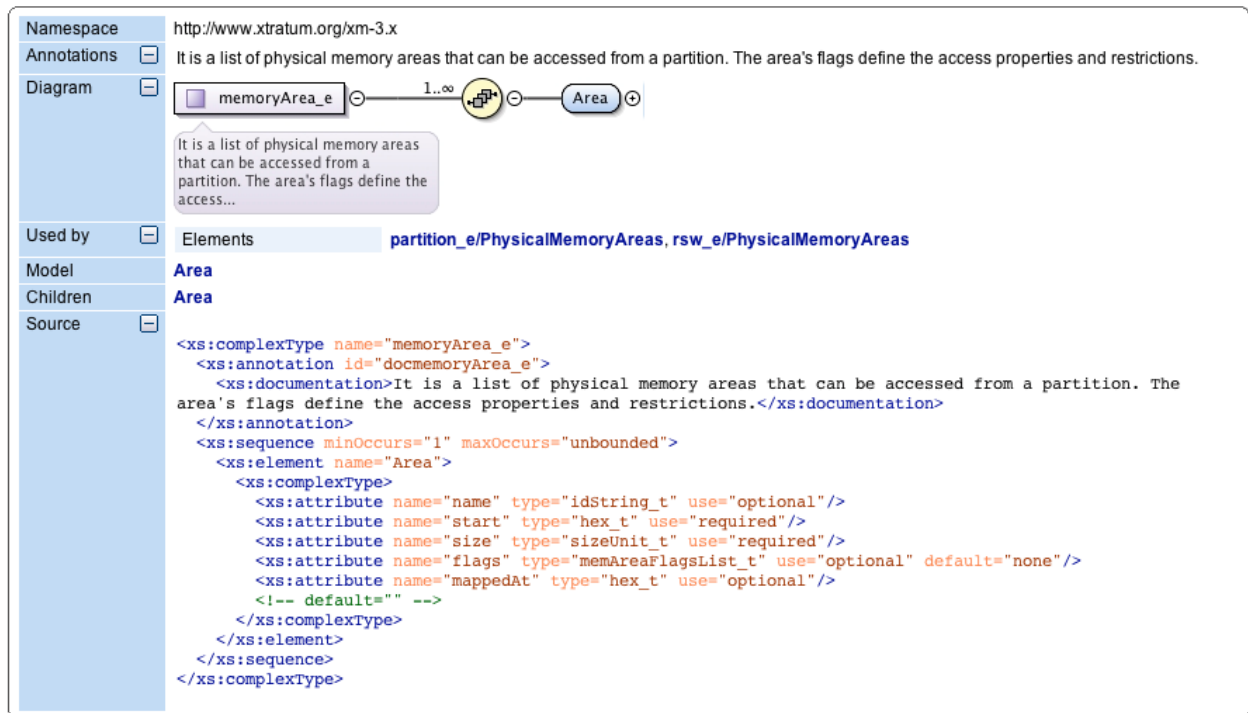 Namespace http://www.xtratum.org/xm-3.x
Annotations It is a list of physical memory areas that can be accessed from a partition. The area's flags define the access properties and restrictions.
Diagram
memoryArea_e 1..∞ Area
It is a list of physical memory areas
that can be accessed from a
partition. The area's flags define the
access...
Used by Elements partition_e/PhysicalMemoryAreas, rsw_e/PhysicalMemoryAreas
Model Area
Children Area
Source
<xs:complexType name="memoryArea_e">
  <xs:annotation id="docmemoryArea_e">
    <xs:documentation>It is a list of physical memory areas that can be accessed from a partition. The
area's flags define the access properties and restrictions.</xs:documentation>
  </xs:annotation>
  <xs:sequence minOccurs="1" maxOccurs="unbounded">
    <xs:element name="Area">
      <xs:complexType>
        <xs:attribute name="name" type="idString_t" use="optional"/>
        <xs:attribute name="start" type="hex_t" use="required"/>
        <xs:attribute name="size" type="sizeUnit_t" use="required"/>
        <xs:attribute name="flags" type="memAreaFlagsList_t" use="optional" default="none"/>
        <xs:attribute name="mappedAt" type="hex_t" use="optional"/>
        <!-- default="" -->
      </xs:complexType>
    </xs:element>
  </xs:sequence>
</xs:complexType>